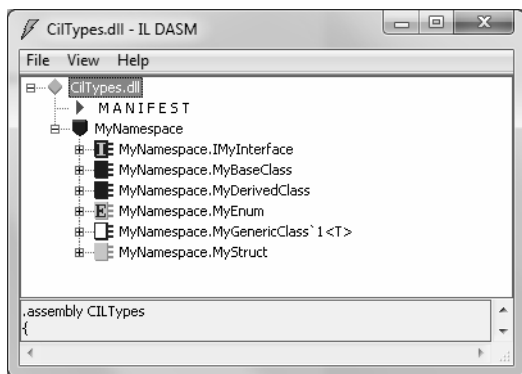 CilTypes.dll - IL DASM
File View Help
CilTypes.dll
MANIFEST
MyNamespace
MyNamespace.IMyInterface
MyNamespace.MyBaseClass
MyNamespace.MyDerivedClass
MyNamespace.MyEnum
MyNamespace.MyGenericClass`1<T>
MyNamespace.MyStruct
.assembly CILTypes
{